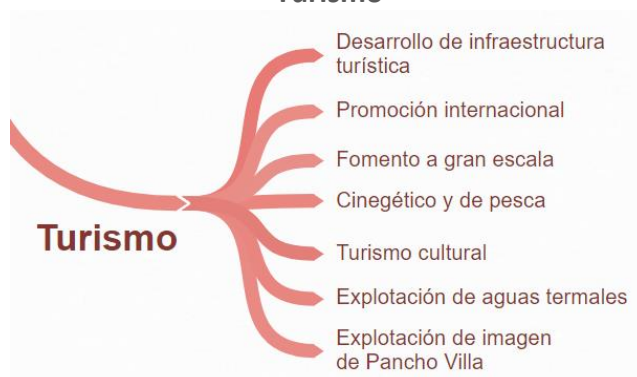 Turismo
Desarrollo de infraestructura
turística
Promoción internacional
Fomento a gran escala
Cinegético y de pesca
Turismo
Turismo cultural
Explotación de aguas termales
Explotación de imagen
de Pancho Villa